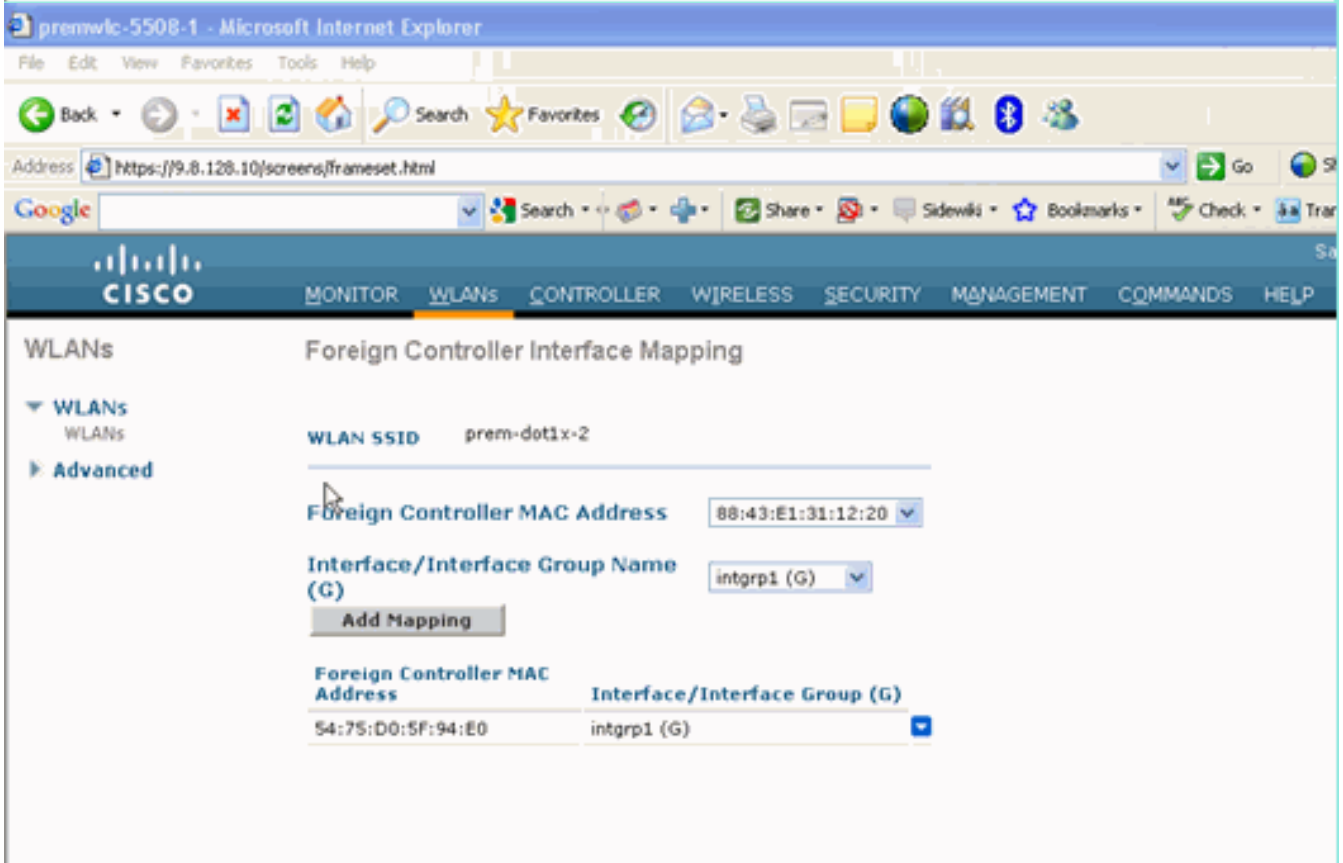 premwlc-5508-1 - Microsoft Internet Explorer
File Edit View Favorites Tools Help
Back Search Favorites
Address https://9.8.128.10/screens/frameset.html Go
Google Search Share Sidewiki Bookmarks Check
CISCO MONITOR WLANs CONTROLLER WIRELESS SECURITY MANAGEMENT COMMANDS HELP
WLANs Foreign Controller Interface Mapping
WLANs
WLANs
Advanced
WLAN SSID prem-dot1x-2
Foreign Controller MAC Address 88:43:E1:31:12:20
Interface/Interface Group Name
(G) intgrp1 (G)
Add Mapping
Foreign Controller MAC
Address Interface/Interface Group (G)
54:75:D0:5F:94:E0 intgrp1 (G)